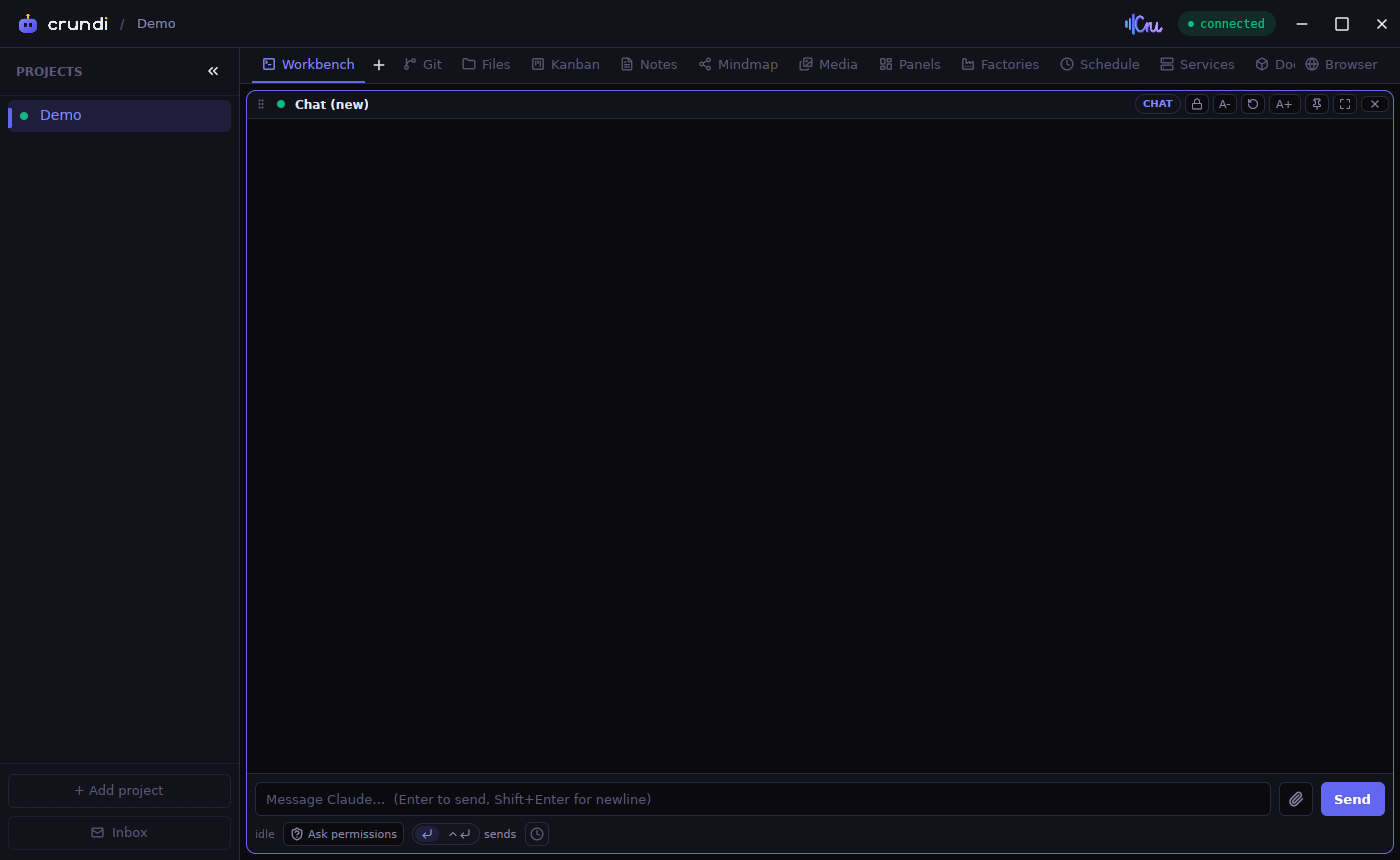 crundi / Demo
Cru
connected
PROJECTS
Workbench
Git
Files
Kanban
Notes
Mindmap
Media
Panels
Factories
Schedule
Services
Browser
Demo
Chat (new)
CHAT
A-
A+
Message Claude... (Enter to send, Shift+Enter for newline)
Send
idle
Ask permissions
sends
+ Add project
Inbox